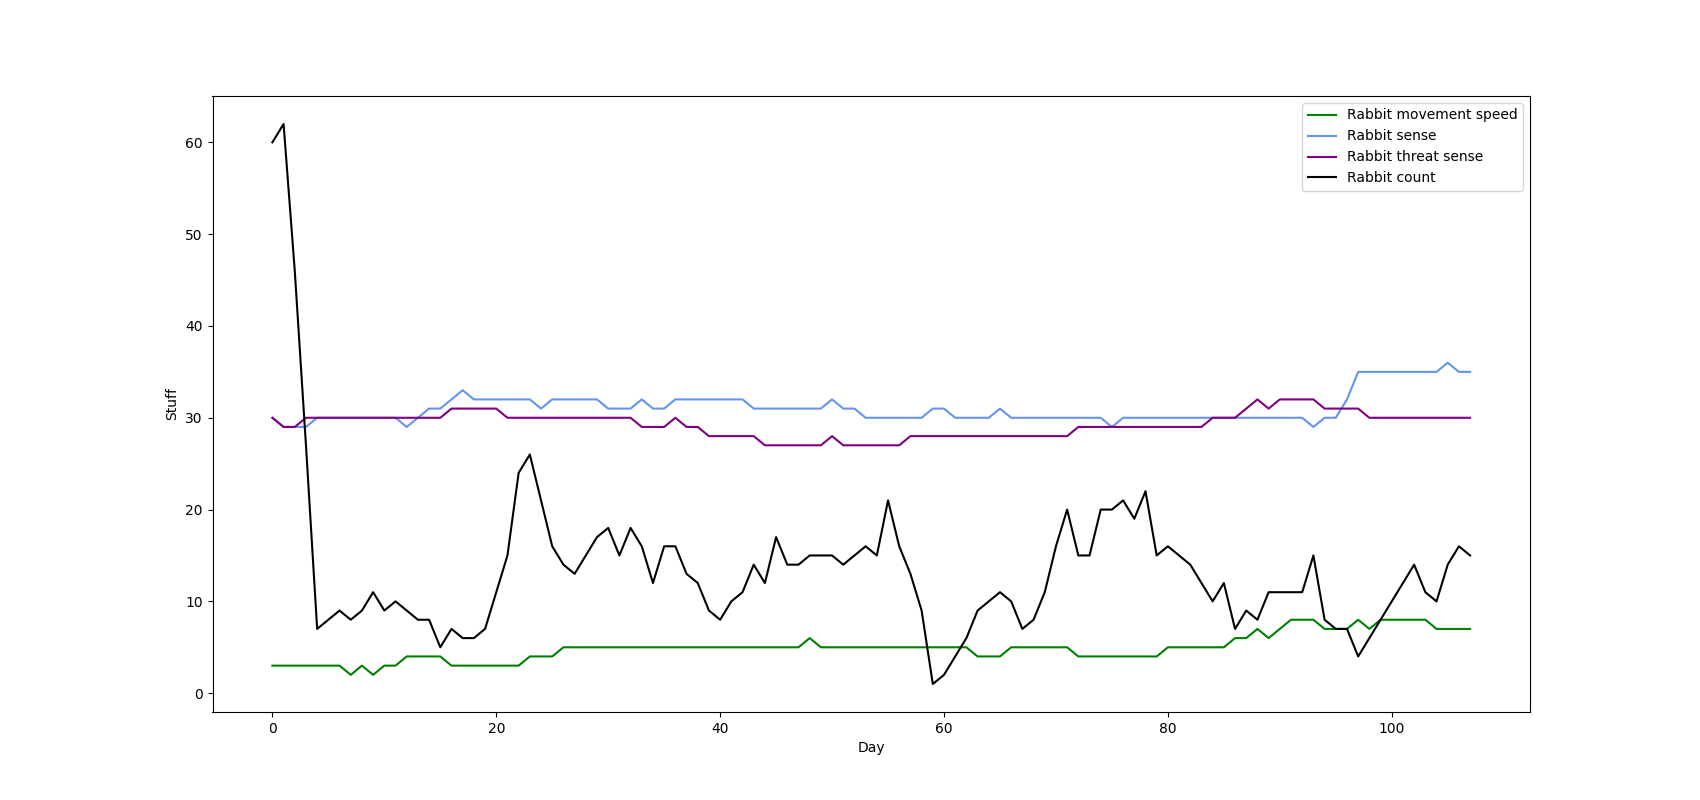 Rabbit movement speed
Rabbit sense
Rabbit threat sense
Rabbit count
60
50
40
30
20
10
0
Stuff
0 20 40 60 80 100
Day